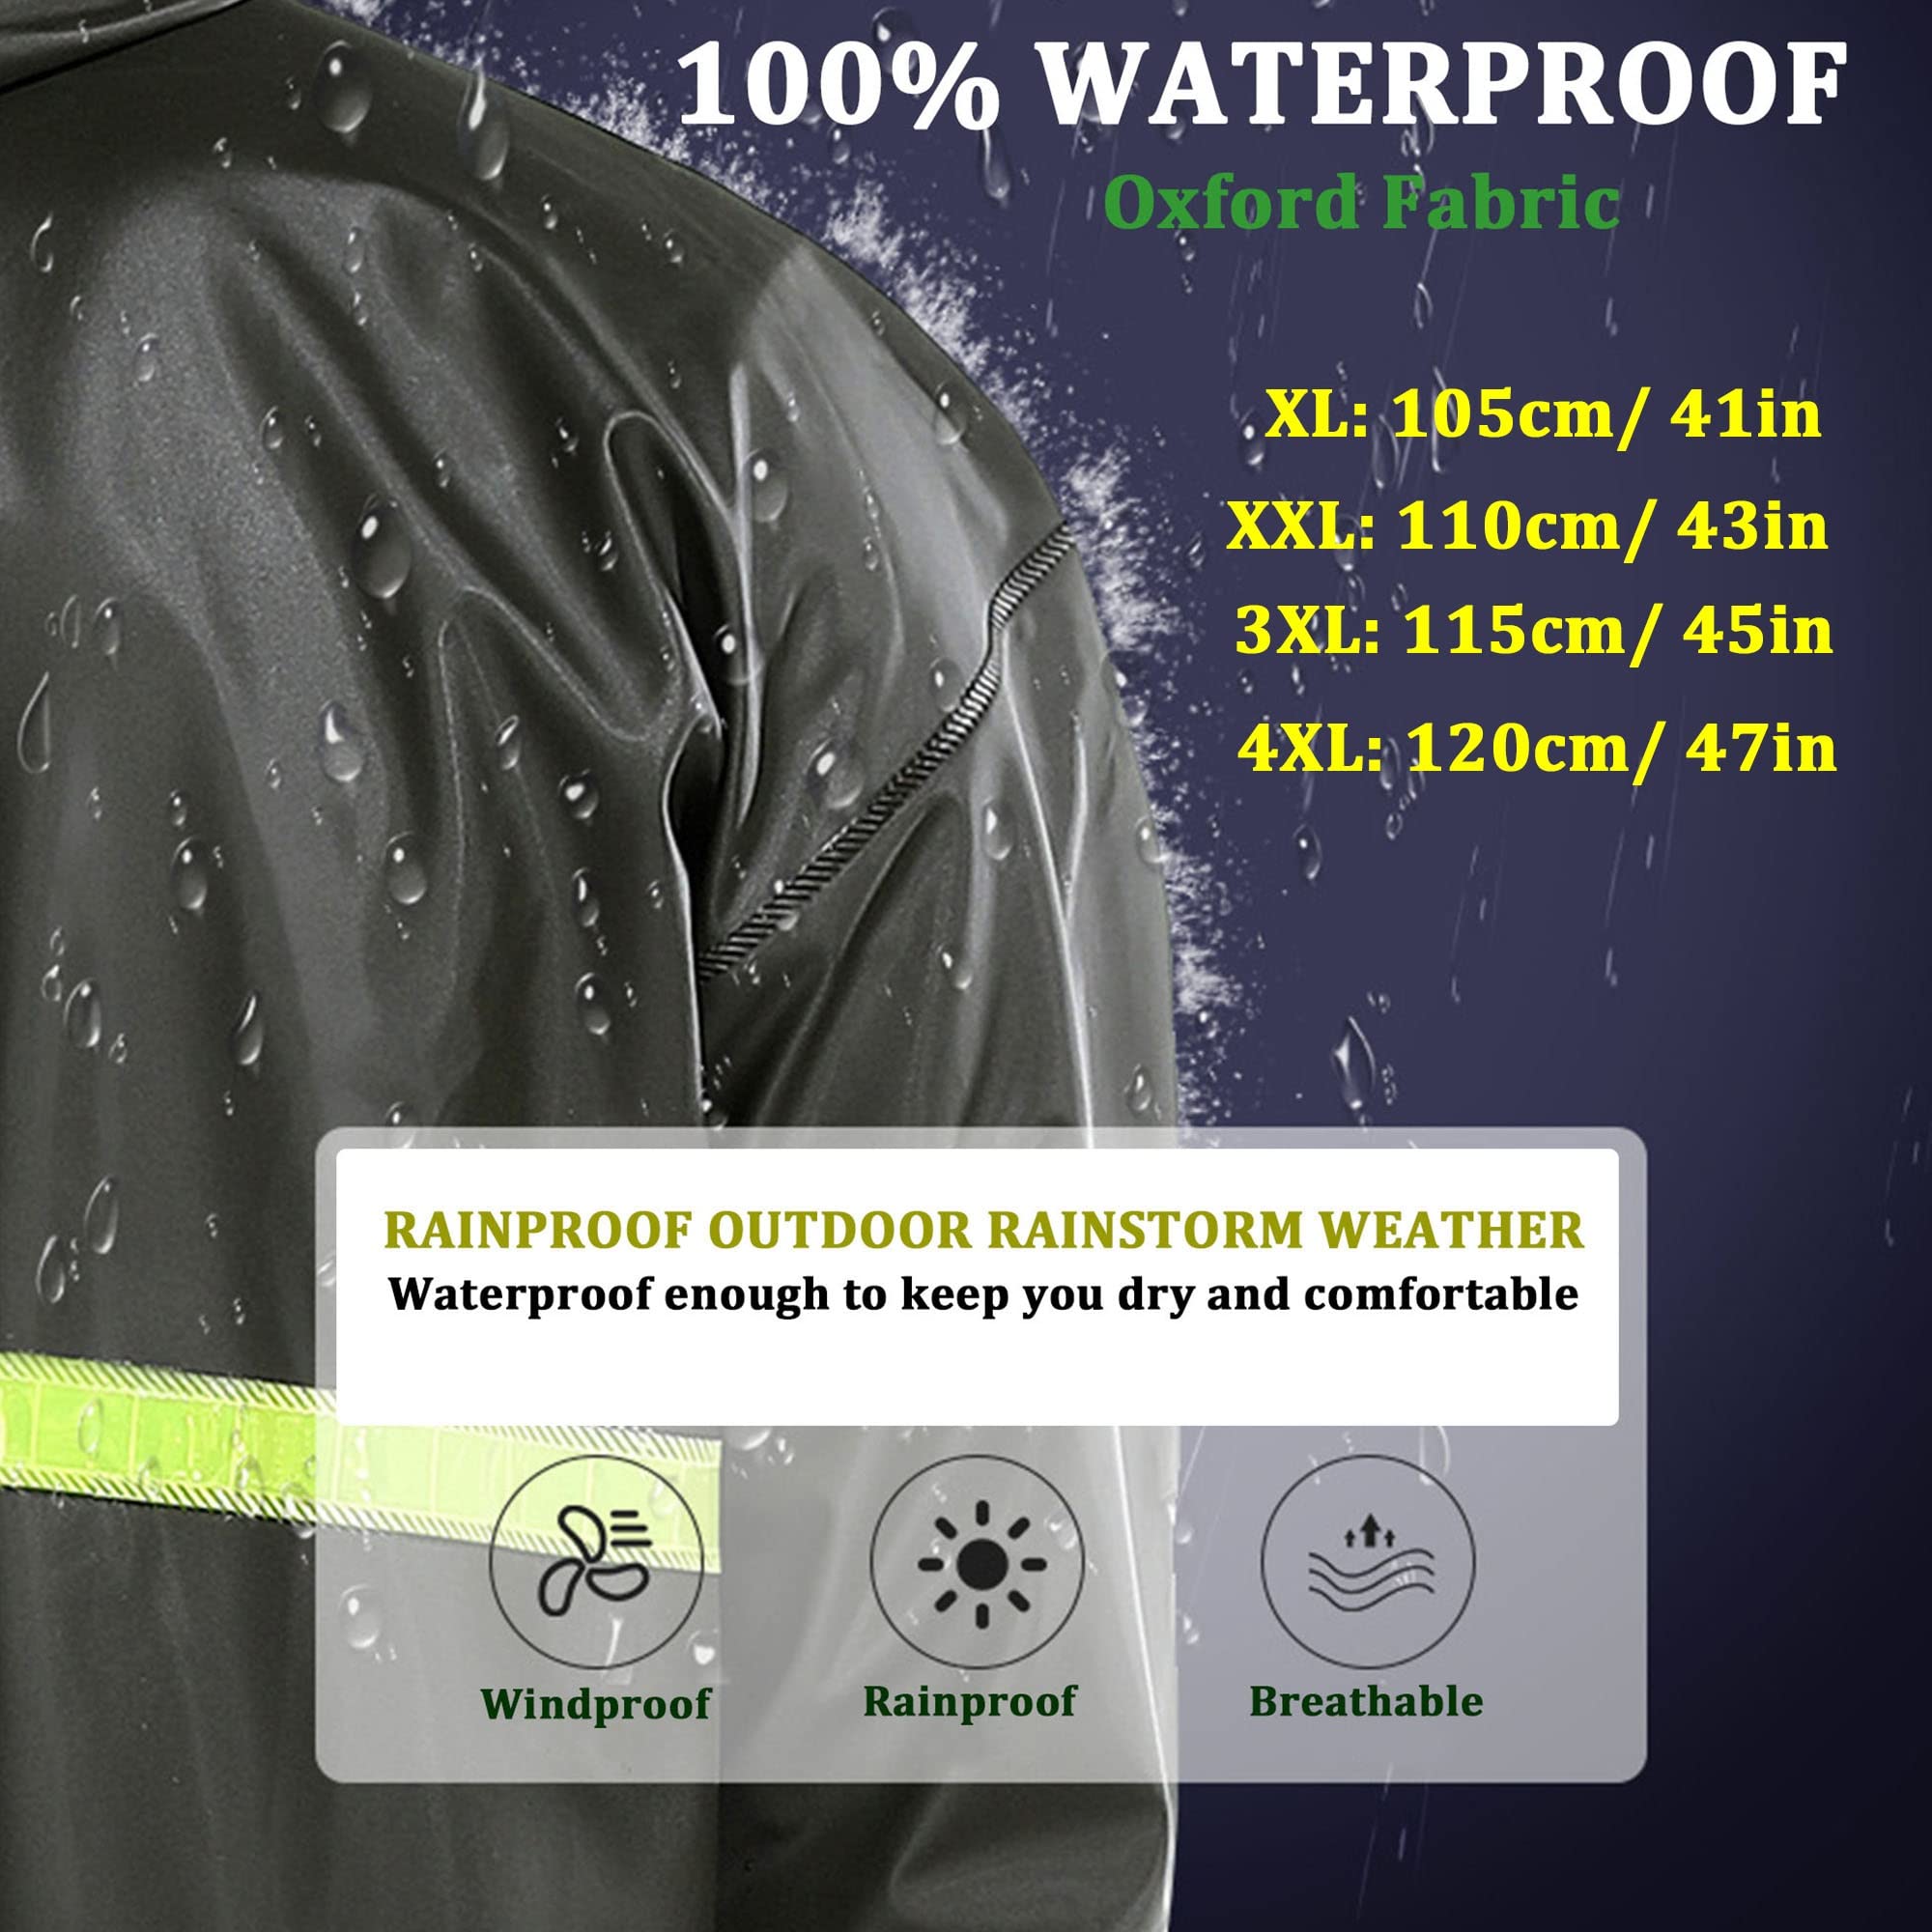 100% WATERPROOF
Oxford Fabric
XL: 105cm/ 41in
XXL: 110cm/ 43in
3XL: 115cm/ 45in
4XL: 120cm/ 47in
RAINPROOF OUTDOOR RAINSTORM WEATHER
Waterproof enough to keep you dry and comfortable
Windproof
Rainproof
Breathable